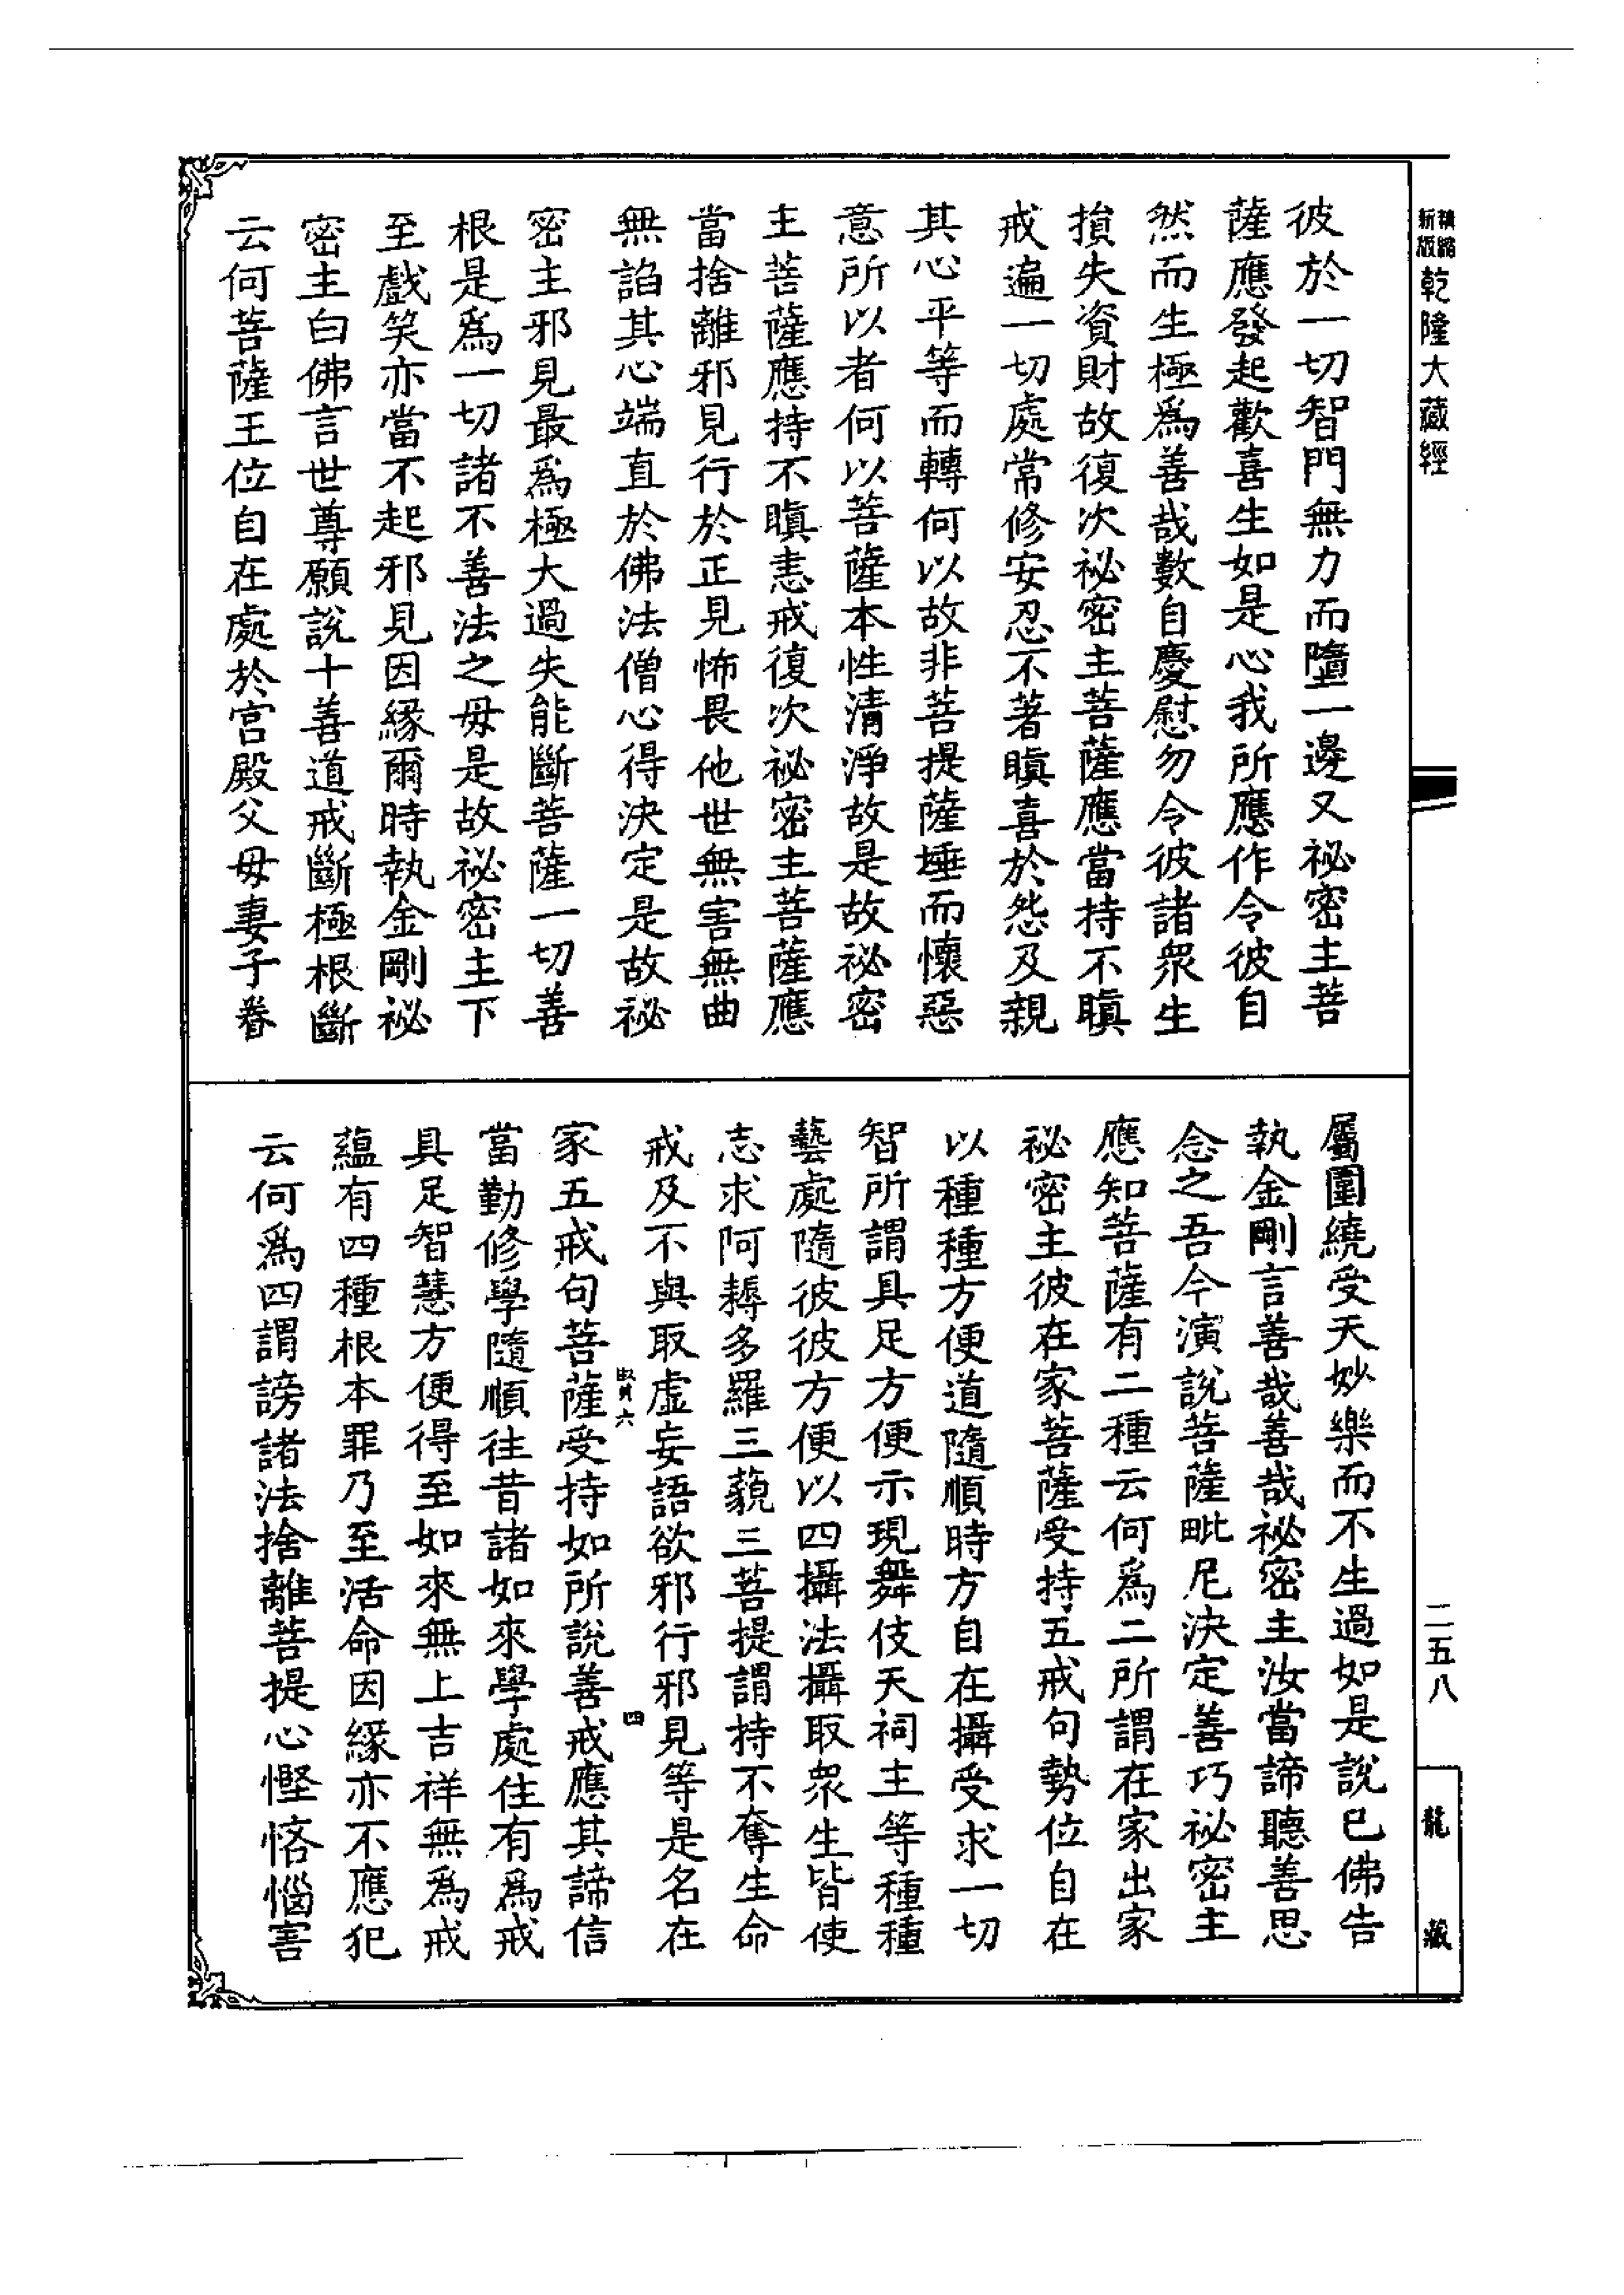 精縮
新版
乾隆大藏經
彼於一切智門無力而墮一邊又祕密主菩
薩應發起歡喜生如是心我所應作令彼自
然而生極爲善哉數自慶慰勿令彼諸衆生
損失資財故復次祕密主菩薩應當持不瞋
戒遍一切處常修安忍不著瞋喜於怨及親
其心平等而轉何以故非菩提薩埵而懷惡
意所以者何以菩薩本性清淨故是故祕密
主菩薩應持不瞋恚戒復次祕密主菩薩應
當捨離邪見行於正見怖畏他世無害無曲
無諂其心端直於佛法僧心得決定是故祕
密主邪見最爲極大過失能斷菩薩一切善
根是爲一切諸不善法之母是故祕密主下
至戲笑亦當不起邪見因緣爾時執金剛祕
密主白佛言世尊願說十善道戒斷極根斷
云何菩薩王位自在處於宮殿父母妻子眷
屬圍繞受天妙樂而不生過如是說已佛告
執金剛言善哉善哉祕密主汝當諦聽善思
念之吾今演說菩薩毗尼決定善巧祕密主
應知菩薩有二種云何爲二所謂在家出家
祕密主彼在家菩薩受持五戒句勢位自在
以種種方便道隨順時方自在攝受求一切
智所謂具足方便示現舞伎天祠主等種種
藝處隨彼彼方便以四攝法攝取衆生皆使
志求阿耨多羅三藐三菩提謂持不奪生命
戒及不與取虛妄語欲邪行邪見等是名在
家五戒句菩薩受持如所說善戒應具諦信
當勤修學隨順往昔諸如來學處住有爲戒
具足智慧方便得至如來無上吉祥無爲戒
蘊有四種根本罪乃至活命因緣亦不應犯
云何爲四謂謗諸法捨離菩提心慳悋惱害
六
四
二五八
龍藏